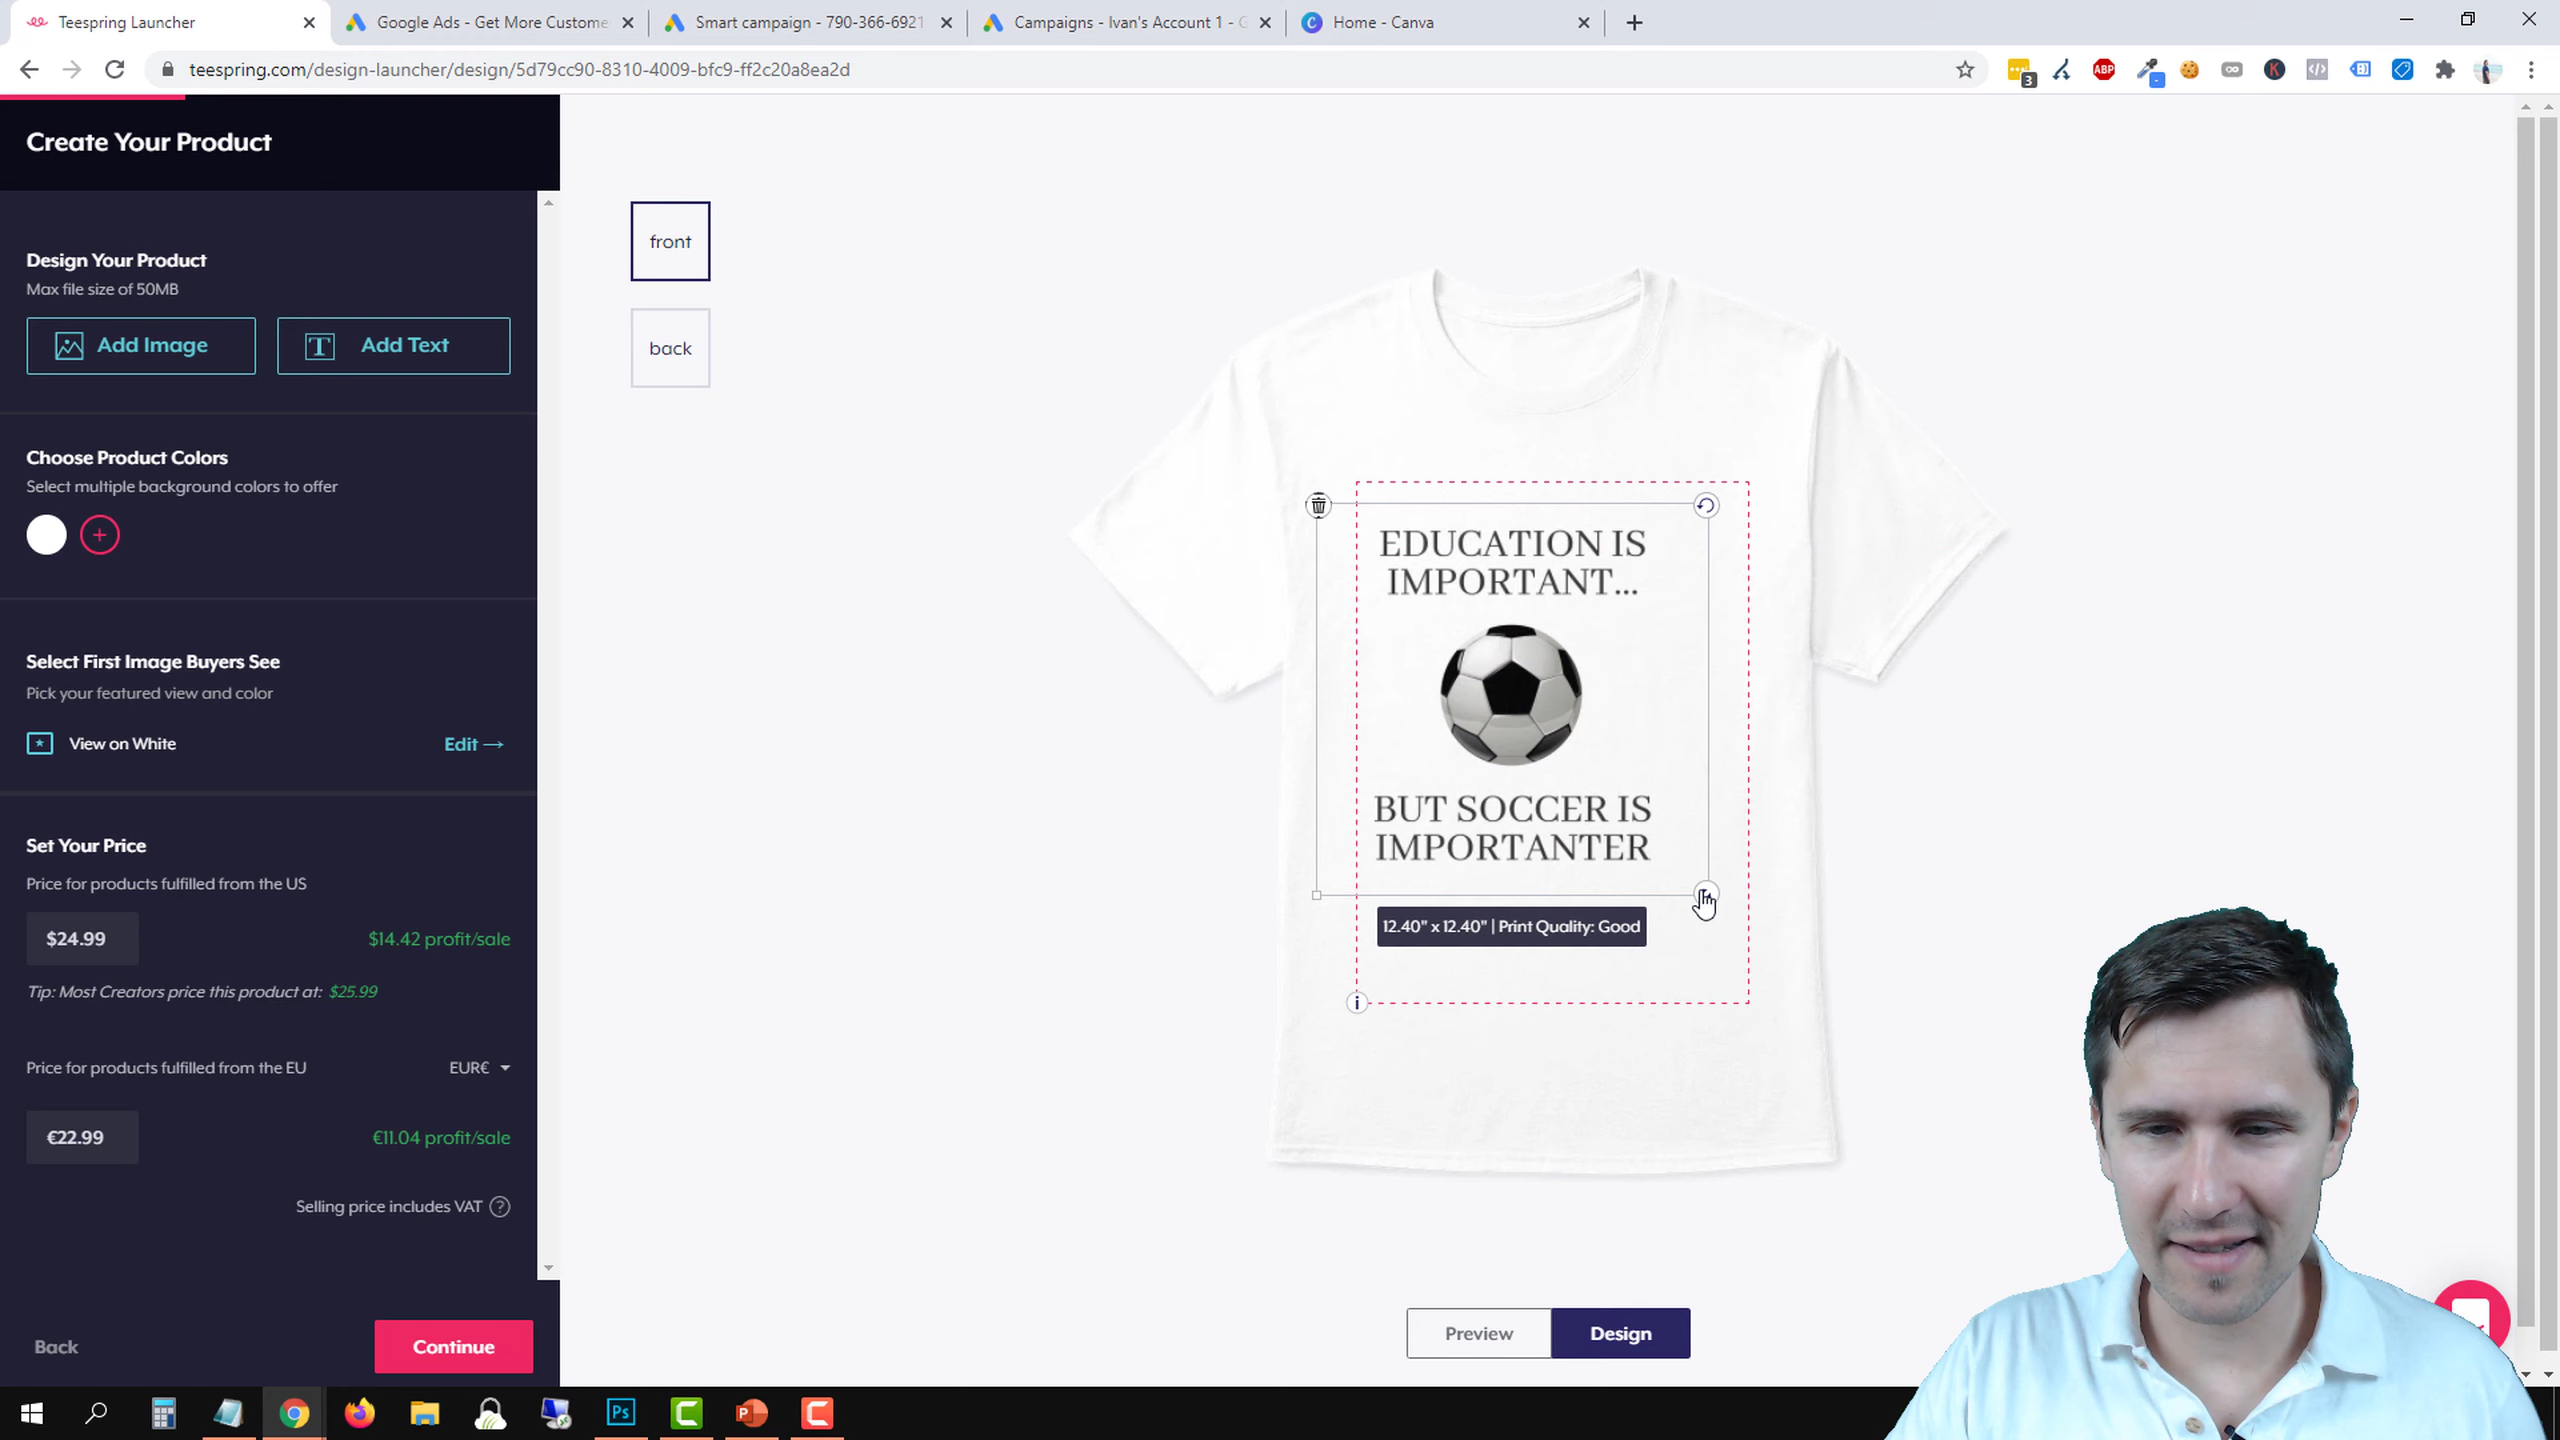 Teespring Launcher
Google Ads - Get More Custome
Smart campaign - 790-366-6921
Campaigns - Ivan's Account 1 - G
Home - Canva
teespring.com/design-launcher/design/5d79cc90-8310-4009-bfc9-ff2c20a8ea2d
3
ABP
Create Your Product
front
back
Design Your Product
Max file size of 50MB
Add Image
T Add Text
Choose Product Colors
Select multiple background colors to offer
Select First Image Buyers See
Pick your featured view and color
View on White
Edit →
Set Your Price
Price for products fulfilled from the US
$24.99
$14.42 profit/sale
Tip: Most Creators price this product at: $25.99
Price for products fulfilled from the EU
EUR€
€22.99
€11.04 profit/sale
Selling price includes VAT ?
Back
Continue
EDUCATION IS
IMPORTANT...
BUT SOCCER IS
IMPORTANTER
12.40" x 12.40" | Print Quality: Good
i
Preview
Design
Ps